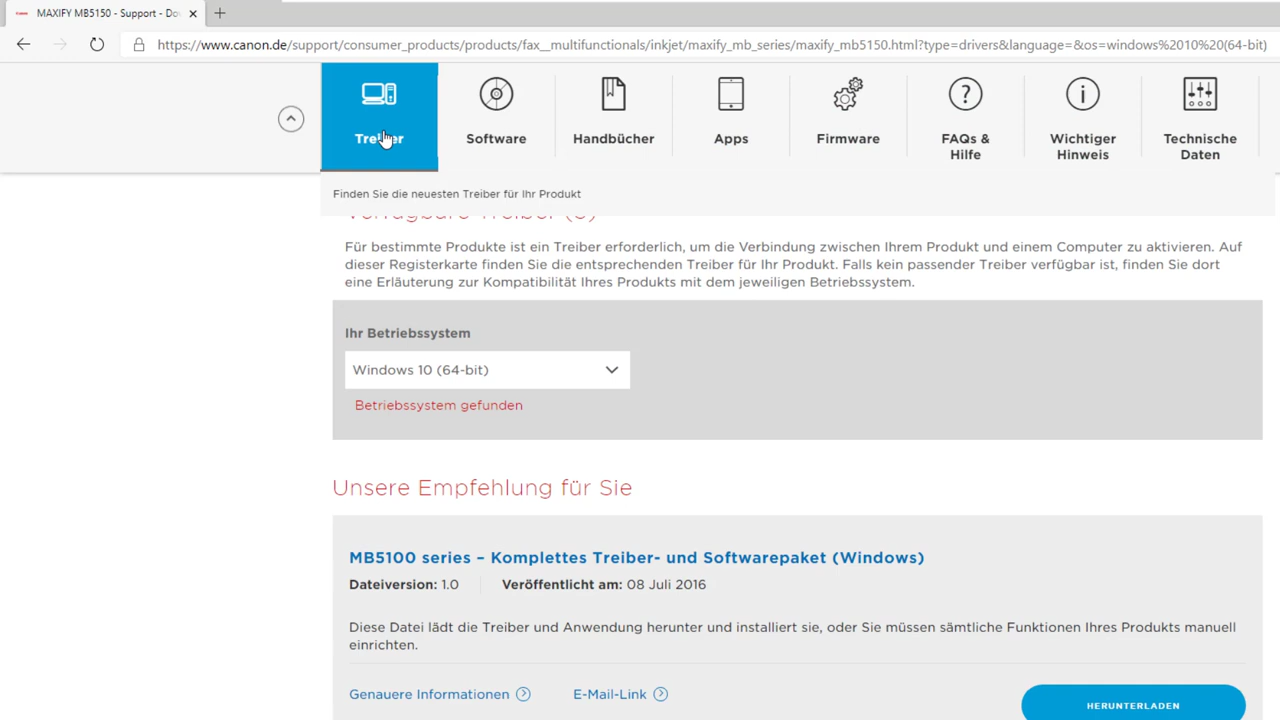 MAXIFY MB5150 - Support - Do
https://www.canon.de/support/consumer_products/products/fax__multifunctionals/inkjet/maxify_mb_series/maxify_mb5150.html?type=drivers&language=&os=windows%2010%20(64-bit)
Treiber
Software
Handbücher
Apps
Firmware
FAQs &
Hilfe
Wichtiger
Hinweis
Technische
Daten
Finden Sie die neuesten Treiber für Ihr Produkt
Für bestimmte Produkte ist ein Treiber erforderlich, um die Verbindung zwischen Ihrem Produkt und einem Computer zu aktivieren. Auf
dieser Registerkarte finden Sie die entsprechenden Treiber für Ihr Produkt. Falls kein passender Treiber verfügbar ist, finden Sie dort
eine Erläuterung zur Kompatibilität Ihres Produkts mit dem jeweiligen Betriebssystem.
Ihr Betriebssystem
Windows 10 (64-bit)
Betriebssystem gefunden
Unsere Empfehlung für Sie
MB5100 series – Komplettes Treiber- und Softwarepaket (Windows)
Dateiversion: 1.0
Veröffentlicht am: 08 Juli 2016
Diese Datei lädt die Treiber und Anwendung herunter und installiert sie, oder Sie müssen sämtliche Funktionen Ihres Produkts manuell
einrichten.
Genauere Informationen
E-Mail-Link
HERUNTERLADEN